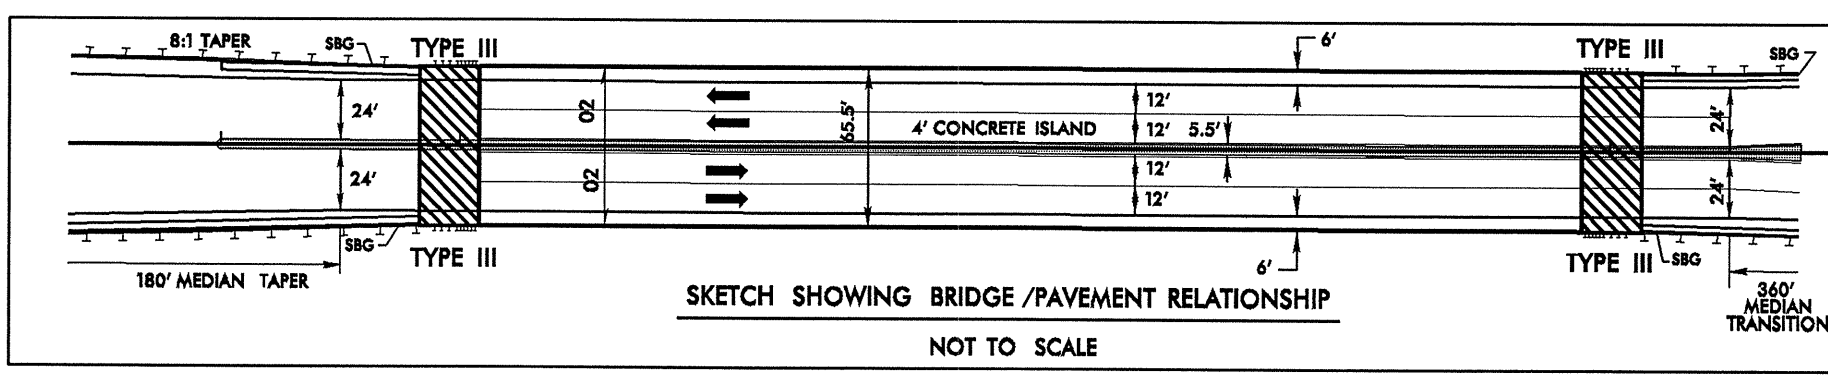 8:1 TAPER
SBG
TYPE III
6'
TYPE III
SBG
24'
02
65.5'
12'
4' CONCRETE ISLAND
12'
5.5'
24'
24'
02
12'
12'
24'
SBG
TYPE III
180' MEDIAN TAPER
6'
TYPE III
SBG
SKETCH SHOWING BRIDGE /PAVEMENT RELATIONSHIP
NOT TO SCALE
360'
MEDIAN
TRANSITION